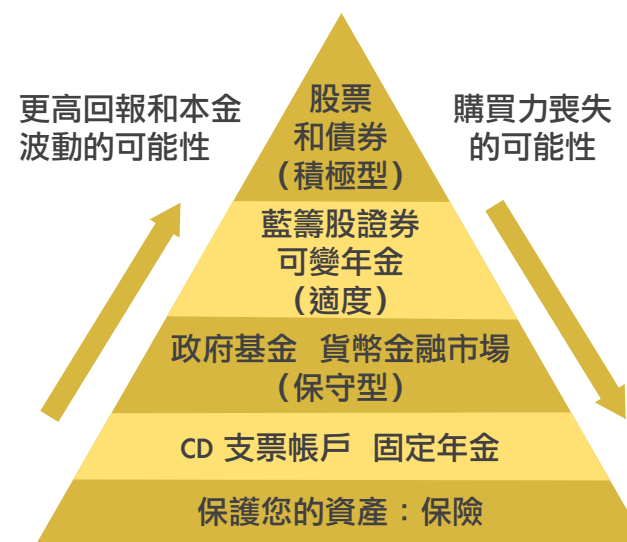 更高回報和本金
波動的可能性
購買力喪失
的可能性
股票
和債券
（積極型）
藍籌股證券
可變年金
（適度）
政府基金 貨幣金融市場
（保守型）
CD 支票帳戶 固定年金
保護您的資產：保險